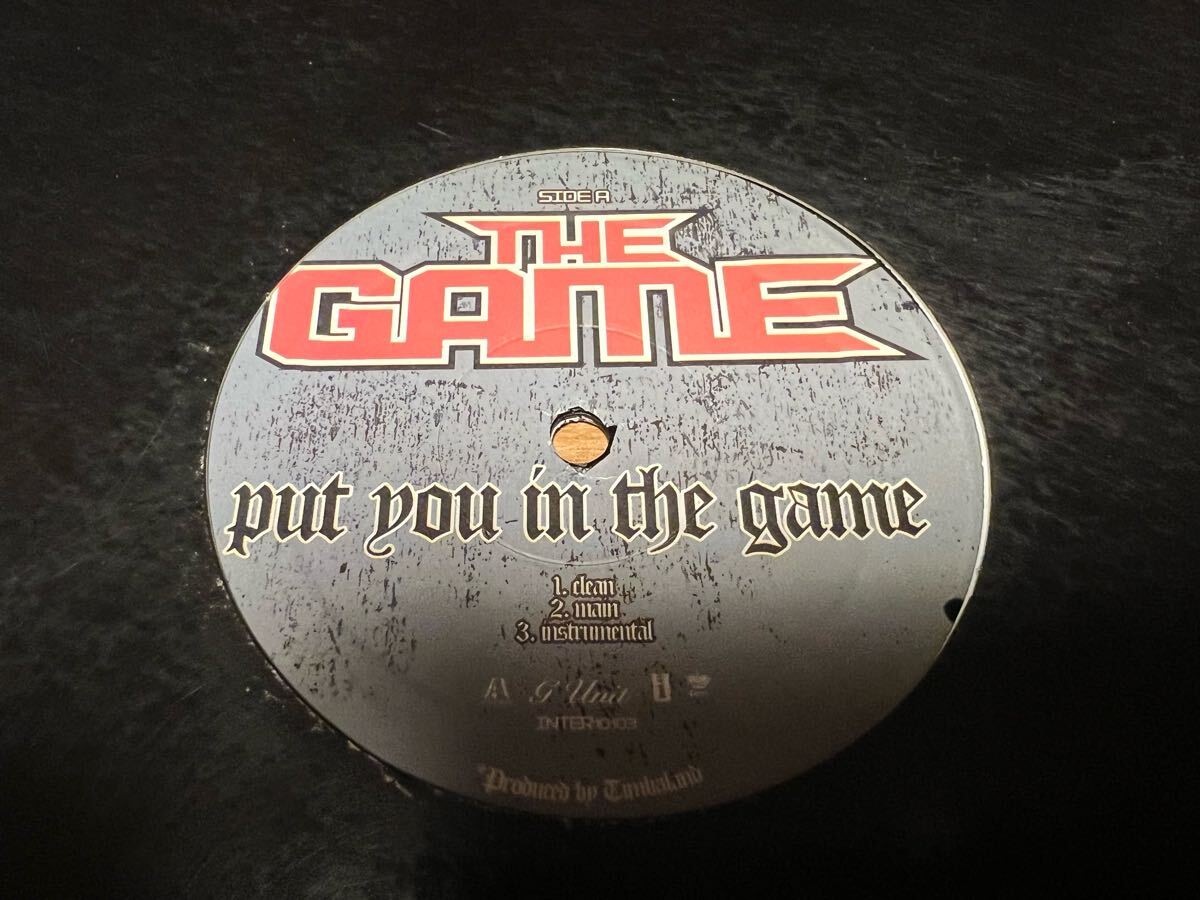 SIDE A
THE
GAME
put you in the game
1. clean
2. main
3. instrumental
G Unit
INTER10103
*Produced by Timbaland